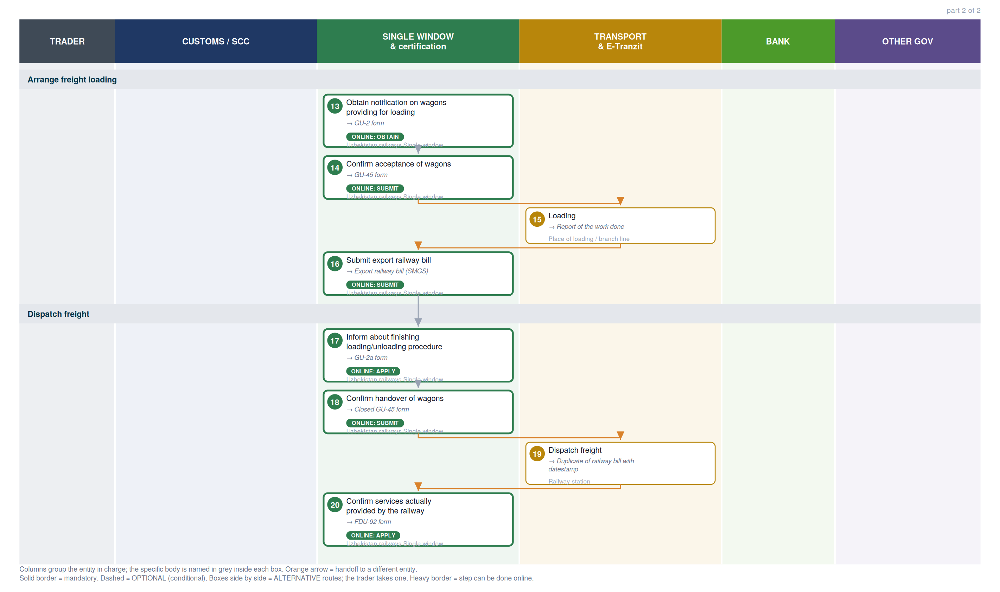 part 2 of 2
TRADER
CUSTOMS / SCC
SINGLE WINDOW
& certification
TRANSPORT
& E-Tranzit
BANK
OTHER GOV
Arrange freight loading
13
Obtain notification on wagons
providing for loading
→ GU-2 form
ONLINE: OBTAIN
Uzbekistan railways Single window
14
Confirm acceptance of wagons
→ GU-45 form
ONLINE: SUBMIT
Uzbekistan railways Single window
15
Loading
→ Report of the work done
Place of loading / branch line
16
Submit export railway bill
→ Export railway bill (SMGS)
ONLINE: SUBMIT
Uzbekistan railways Single window
Dispatch freight
17
Inform about finishing
loading/unloading procedure
→ GU-2a form
ONLINE: APPLY
Uzbekistan railways Single window
18
Confirm handover of wagons
→ Closed GU-45 form
ONLINE: SUBMIT
Uzbekistan railways Single window
19
Dispatch freight
→ Duplicate of railway bill with
datestamp
Railway station
20
Confirm services actually
provided by the railway
→ FDU-92 form
ONLINE: APPLY
Uzbekistan railways Single window
Columns group the entity in charge; the specific body is named in grey inside each box. Orange arrow = handoff to a different entity.
Solid border = mandatory. Dashed = OPTIONAL (conditional). Boxes side by side = ALTERNATIVE routes; the trader takes one. Heavy border = step can be done online.